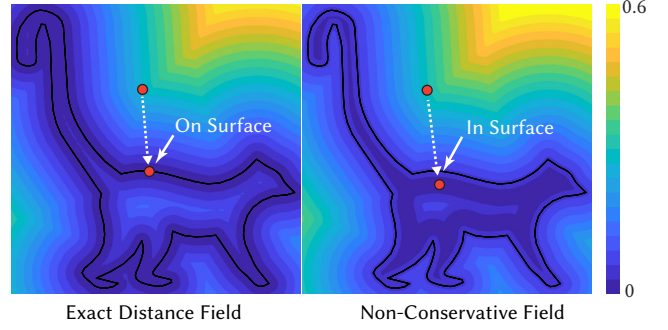 0.6
On Surface
In Surface
0
Exact Distance Field
Non-Conservative Field